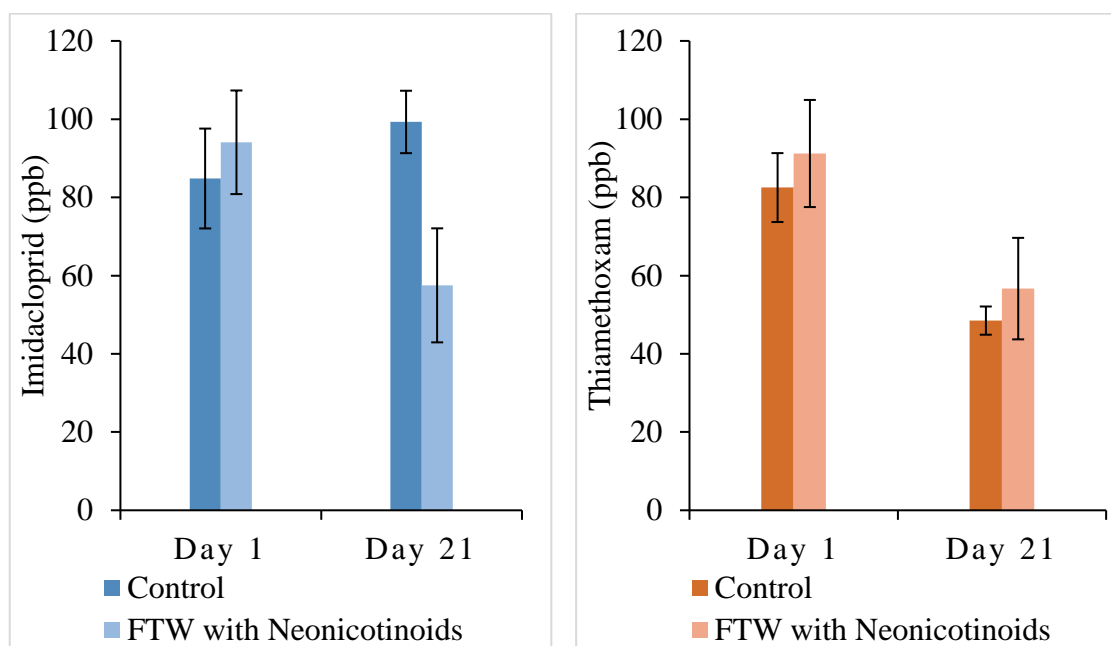 Imidacloprid (ppb)
120
100
80
60
40
20
0
Day 1
Day 21
Control
FTW with Neonicotinoids
Thiamethoxam (ppb)
120
100
80
60
40
20
0
Day 1
Day 21
Control
FTW with Neonicotinoids